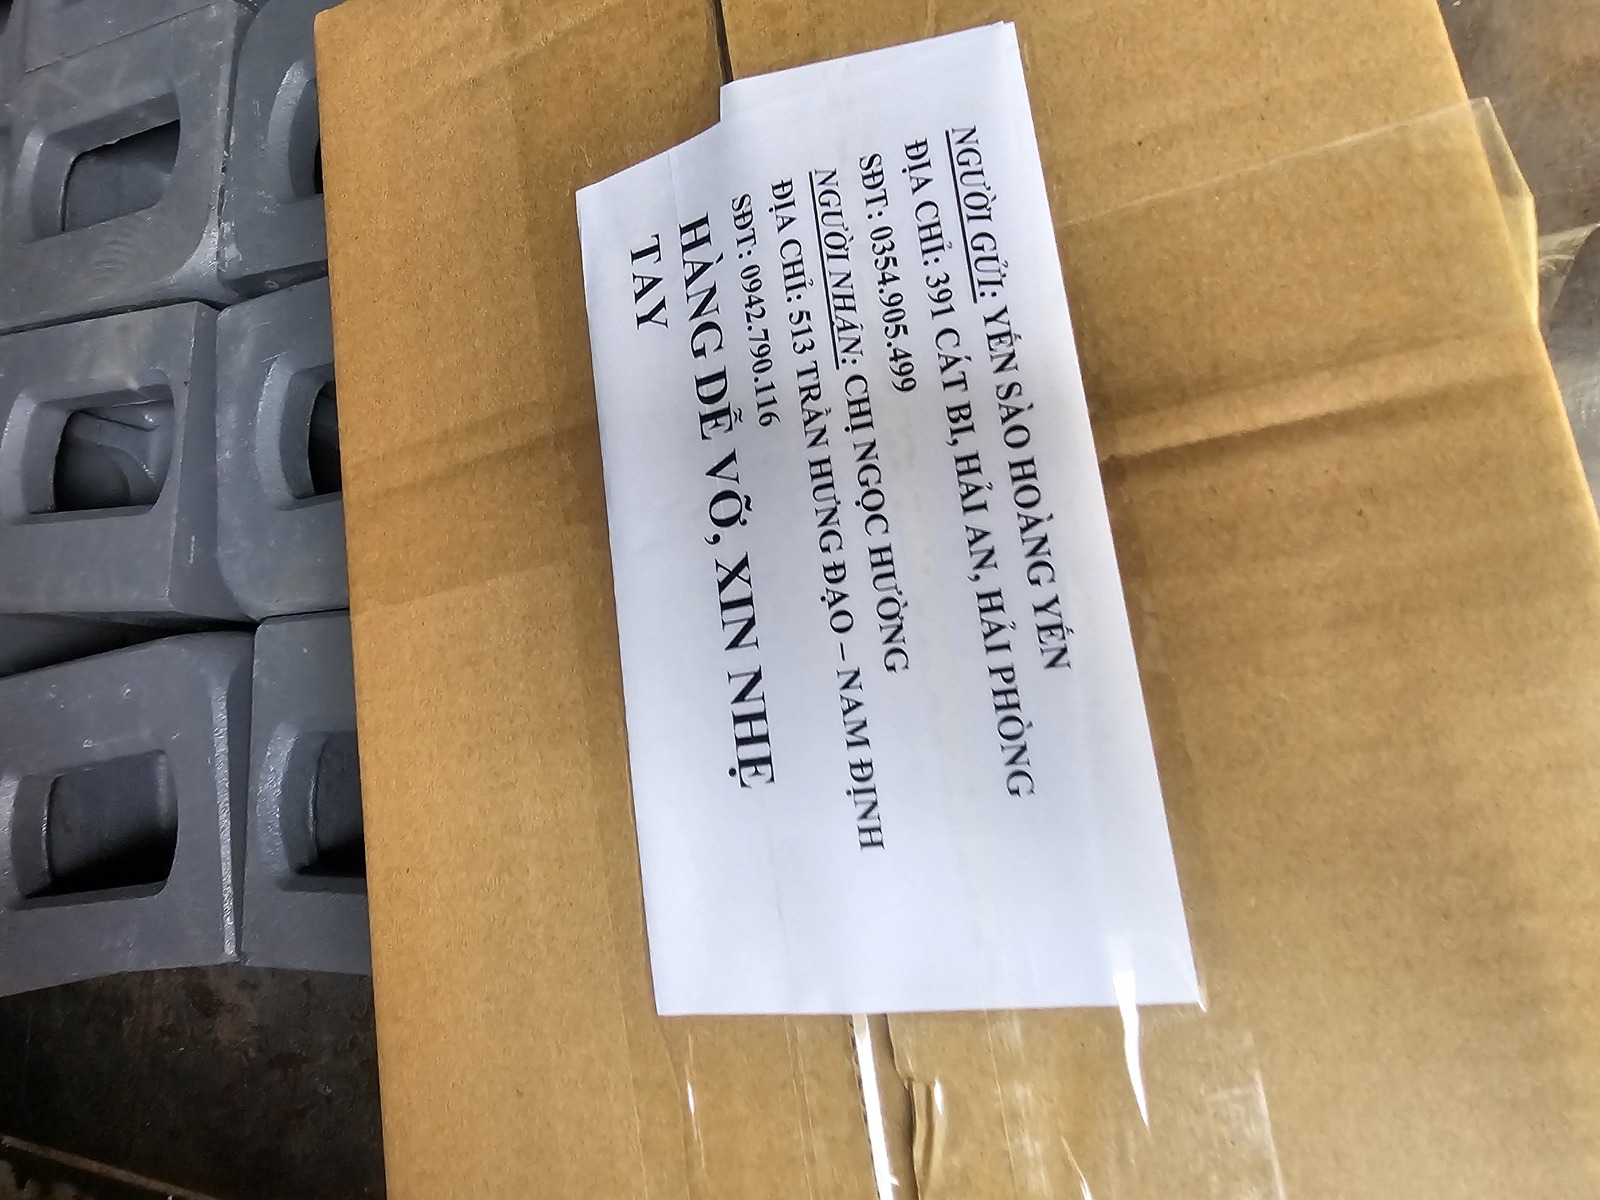 NGƯỜI GỬI: YẾN SÀO HOÀNG YẾN
ĐỊA CHỈ: 391 CÁT BI, HẢI AN, HẢI PHÒNG
SĐT: 0354.905.499
NGƯỜI NHẬN: CHỊ NGỌC HƯỜNG
ĐỊA CHỈ: 513 TRẦN HƯNG ĐẠO – NAM ĐỊNH
SĐT: 0942.790.116
HÀNG DỄ VỠ, XIN NHẸ
TAY